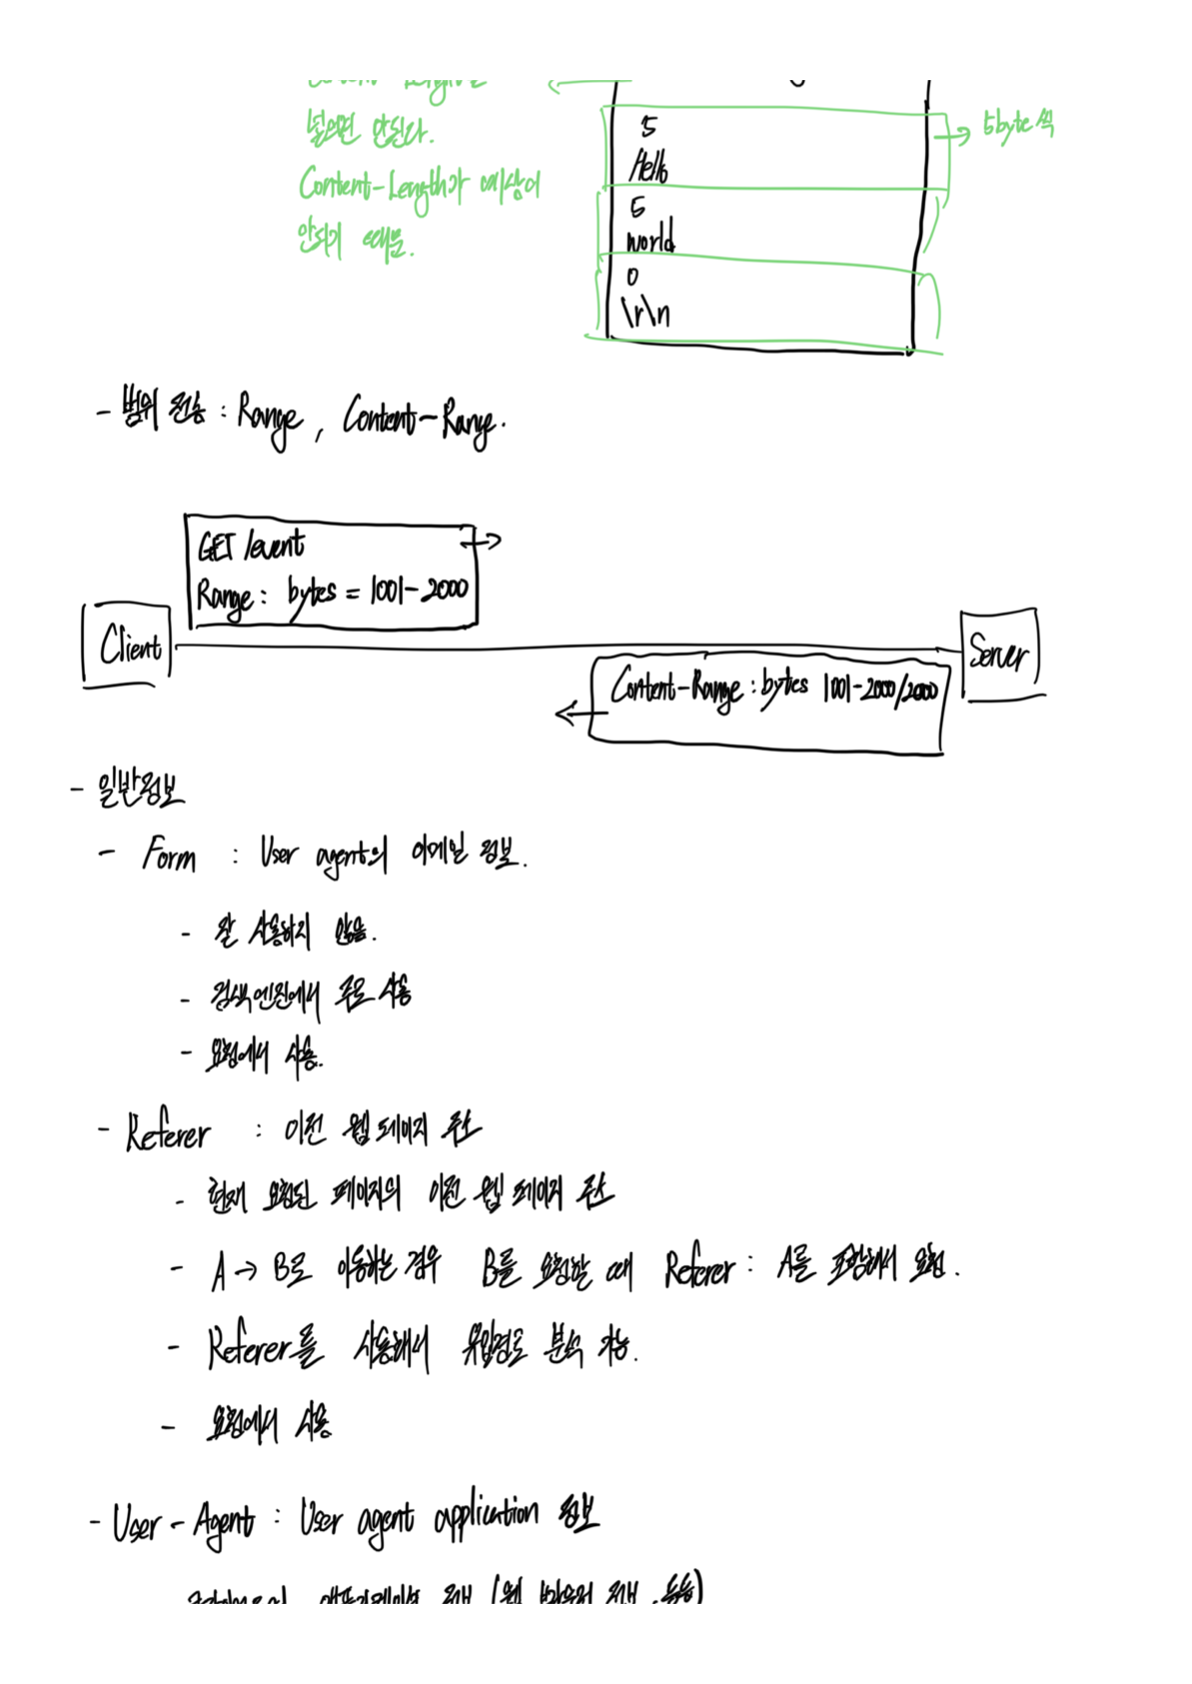 넣으면 안된다.
Content-Length가 예상이
안되기 때문.
5
Hello
5
world
0
\r\n
5byte씩
- 범위 전송 : Range, Content-Range.
GET /event
Range: bytes = 1001-2000
Client
Server
Content-Range: bytes 1001-2000/2000
- 일반정보
- Form : User agent의 이메일 정보.
- 잘 사용하지 않음.
- 검색 엔진에서 주로 사용
- 요청에서 사용.
- Referer : 이전 웹 페이지 주소
- 현재 요청된 페이지의 이전 웹 페이지 주소
- A → B로 이동하는 경우 B를 요청할 때 Referer : A를 포함해서 요청.
- Referer를 사용해서 유입경로 분석 가능.
- 요청에서 사용
- User-Agent : User agent application 정보